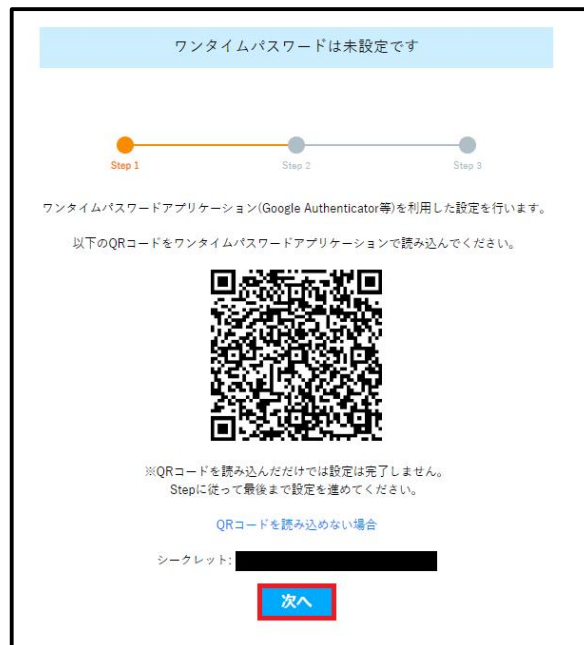 ワンタイムパスワードは未設定です
Step 1
Step 2
Step 3
ワンタイムパスワードアプリケーション(Google Authenticator等)を利用した設定を行います。
以下のQRコードをワンタイムパスワードアプリケーションで読み込んでください。
※QRコードを読み込んだだけでは設定は完了しません。
Stepに従って最後まで設定を進めてください。
QRコードを読み込めない場合
シークレット:
次へ